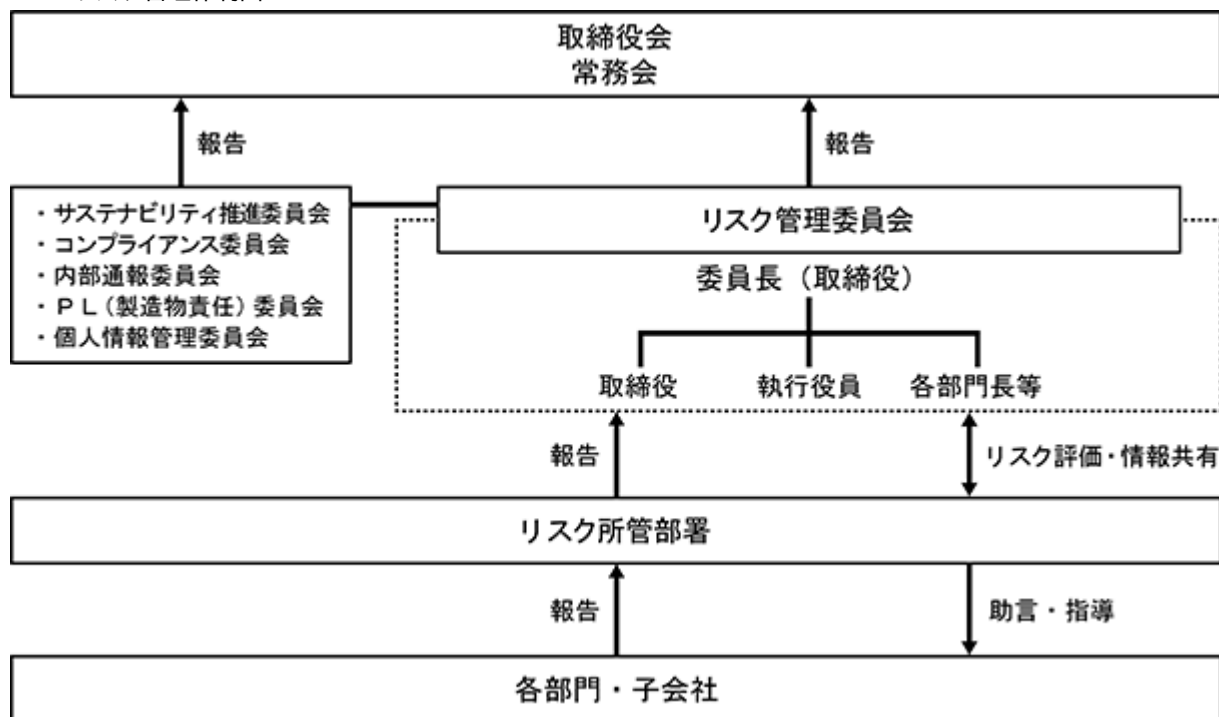 取締役会
常務会
報告
報告
・サステナビリティ推進委員会
・コンプライアンス委員会
・内部通報委員会
・ＰＬ（製造物責任）委員会
・個人情報管理委員会
リスク管理委員会
委員長（取締役）
取締役
執行役員
各部門長等
報告
リスク評価・情報共有
リスク所管部署
報告
助言・指導
各部門・子会社